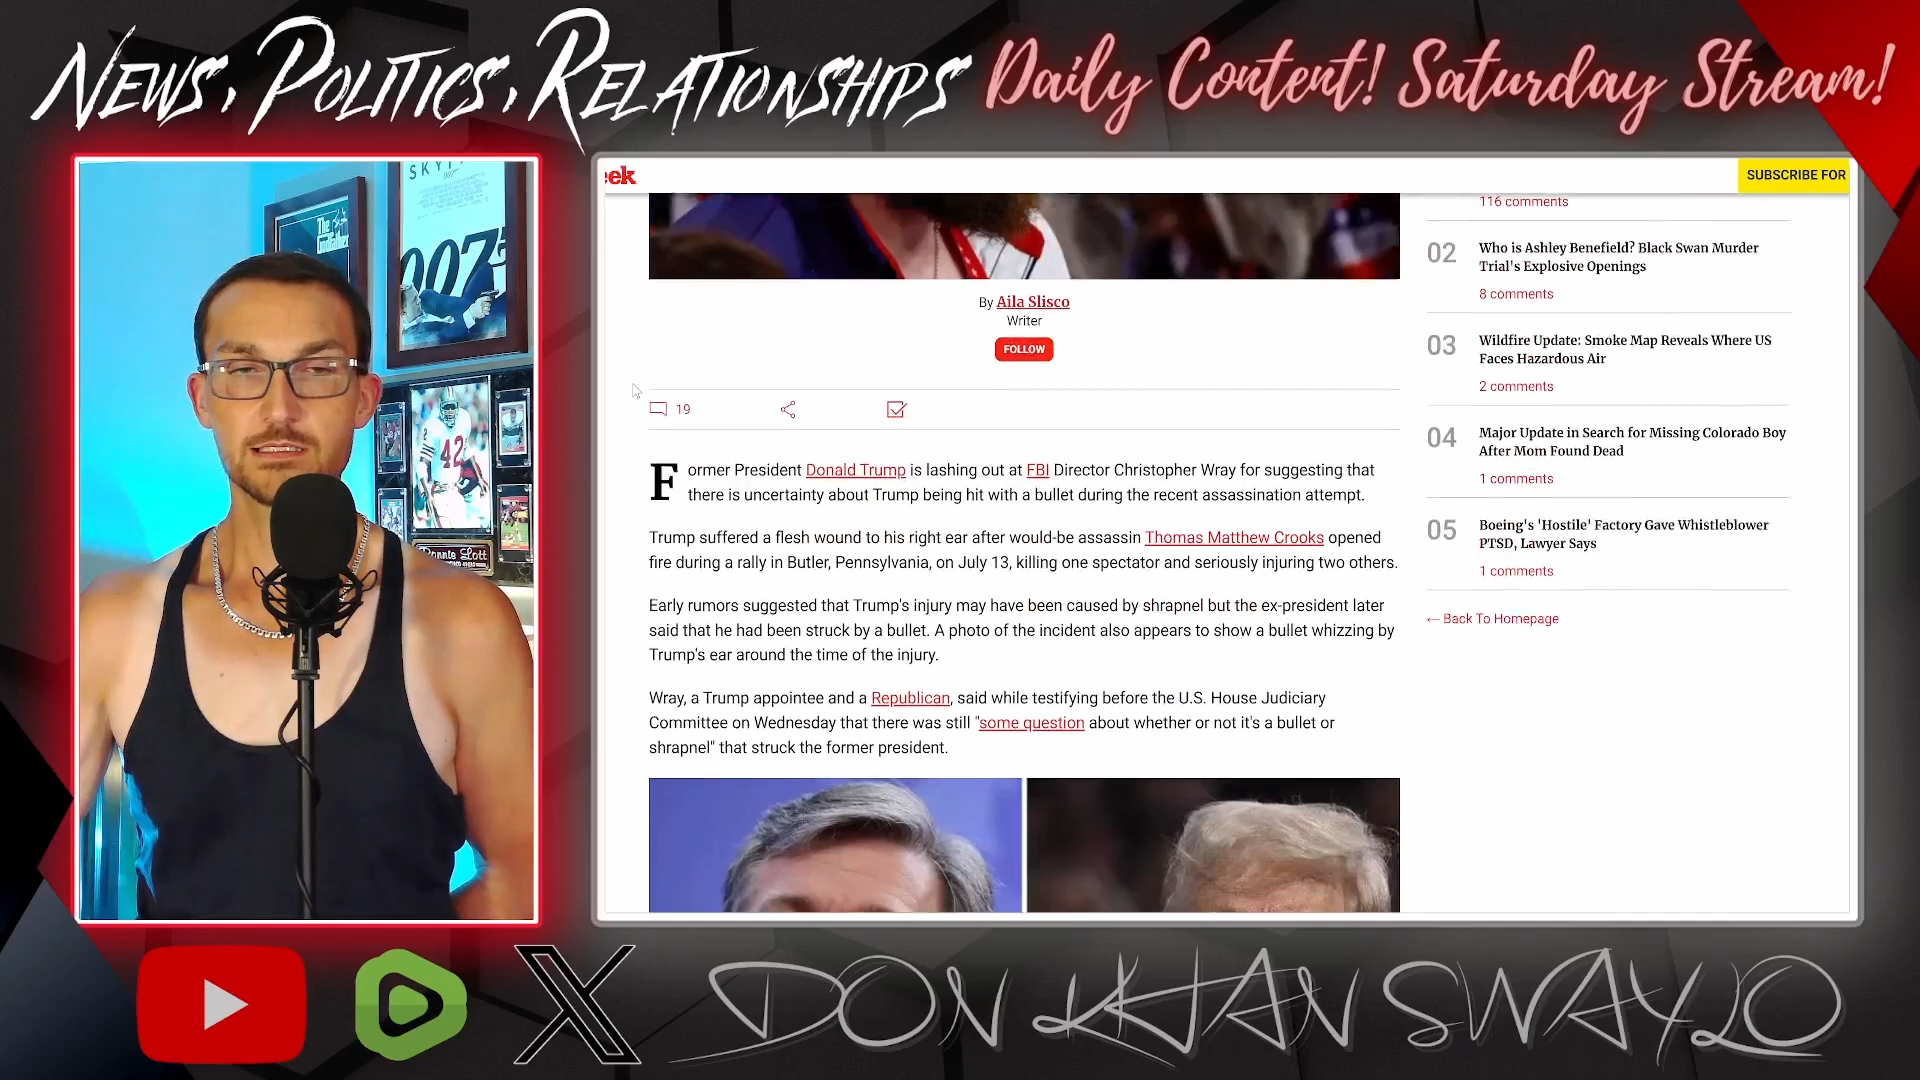 News, Politics, Relationships
Daily Content! Saturday Stream!
SKYF
007
The
Godfather
42
Ronnie Lott
eek
SUBSCRIBE FOR
By Aila Slisco
Writer
FOLLOW
19
Former President Donald Trump is lashing out at FBI Director Christopher Wray for suggesting that
there is uncertainty about Trump being hit with a bullet during the recent assassination attempt.
Trump suffered a flesh wound to his right ear after would-be assassin Thomas Matthew Crooks opened
fire during a rally in Butler, Pennsylvania, on July 13, killing one spectator and seriously injuring two others.
Early rumors suggested that Trump's injury may have been caused by shrapnel but the ex-president later
said that he had been struck by a bullet. A photo of the incident also appears to show a bullet whizzing by
Trump's ear around the time of the injury.
Wray, a Trump appointee and a Republican, said while testifying before the U.S. House Judiciary
Committee on Wednesday that there was still "some question about whether or not it's a bullet or
shrapnel" that struck the former president.
116 comments
02
Who is Ashley Benefield? Black Swan Murder
Trial's Explosive Openings
8 comments
03
Wildfire Update: Smoke Map Reveals Where US
Faces Hazardous Air
2 comments
04
Major Update in Search for Missing Colorado Boy
After Mom Found Dead
1 comments
05
Boeing's 'Hostile' Factory Gave Whistleblower
PTSD, Lawyer Says
1 comments
← Back To Homepage
X
DON KHAN SWAYLO